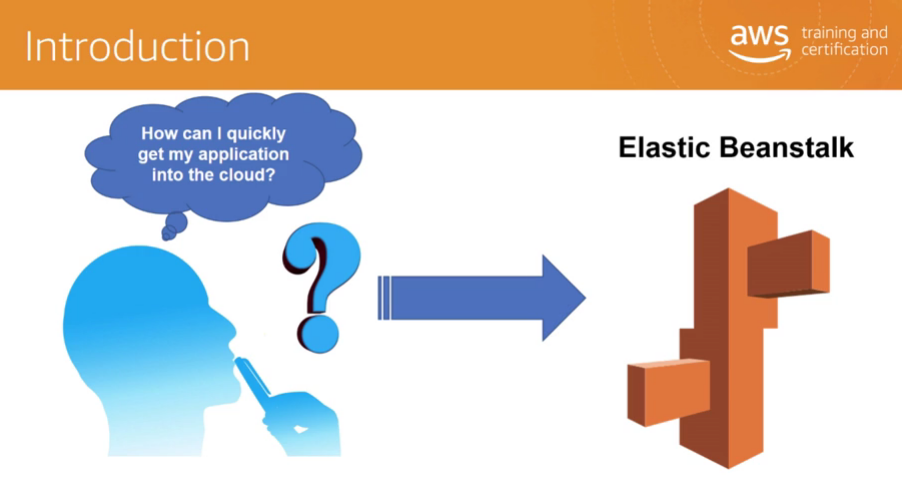 Introduction
aws training and
certification
How can I quickly
get my application
into the cloud?
Elastic Beanstalk
?